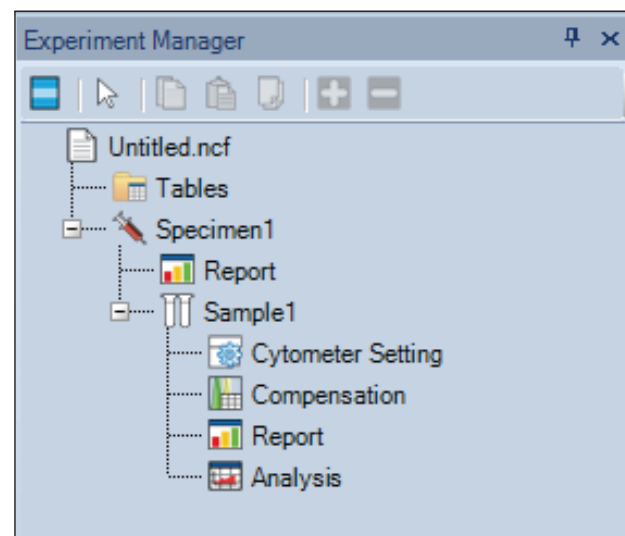 Experiment Manager
Untitled.ncf
Tables
Specimen1
Report
Sample1
Cytometer Setting
Compensation
Report
Analysis